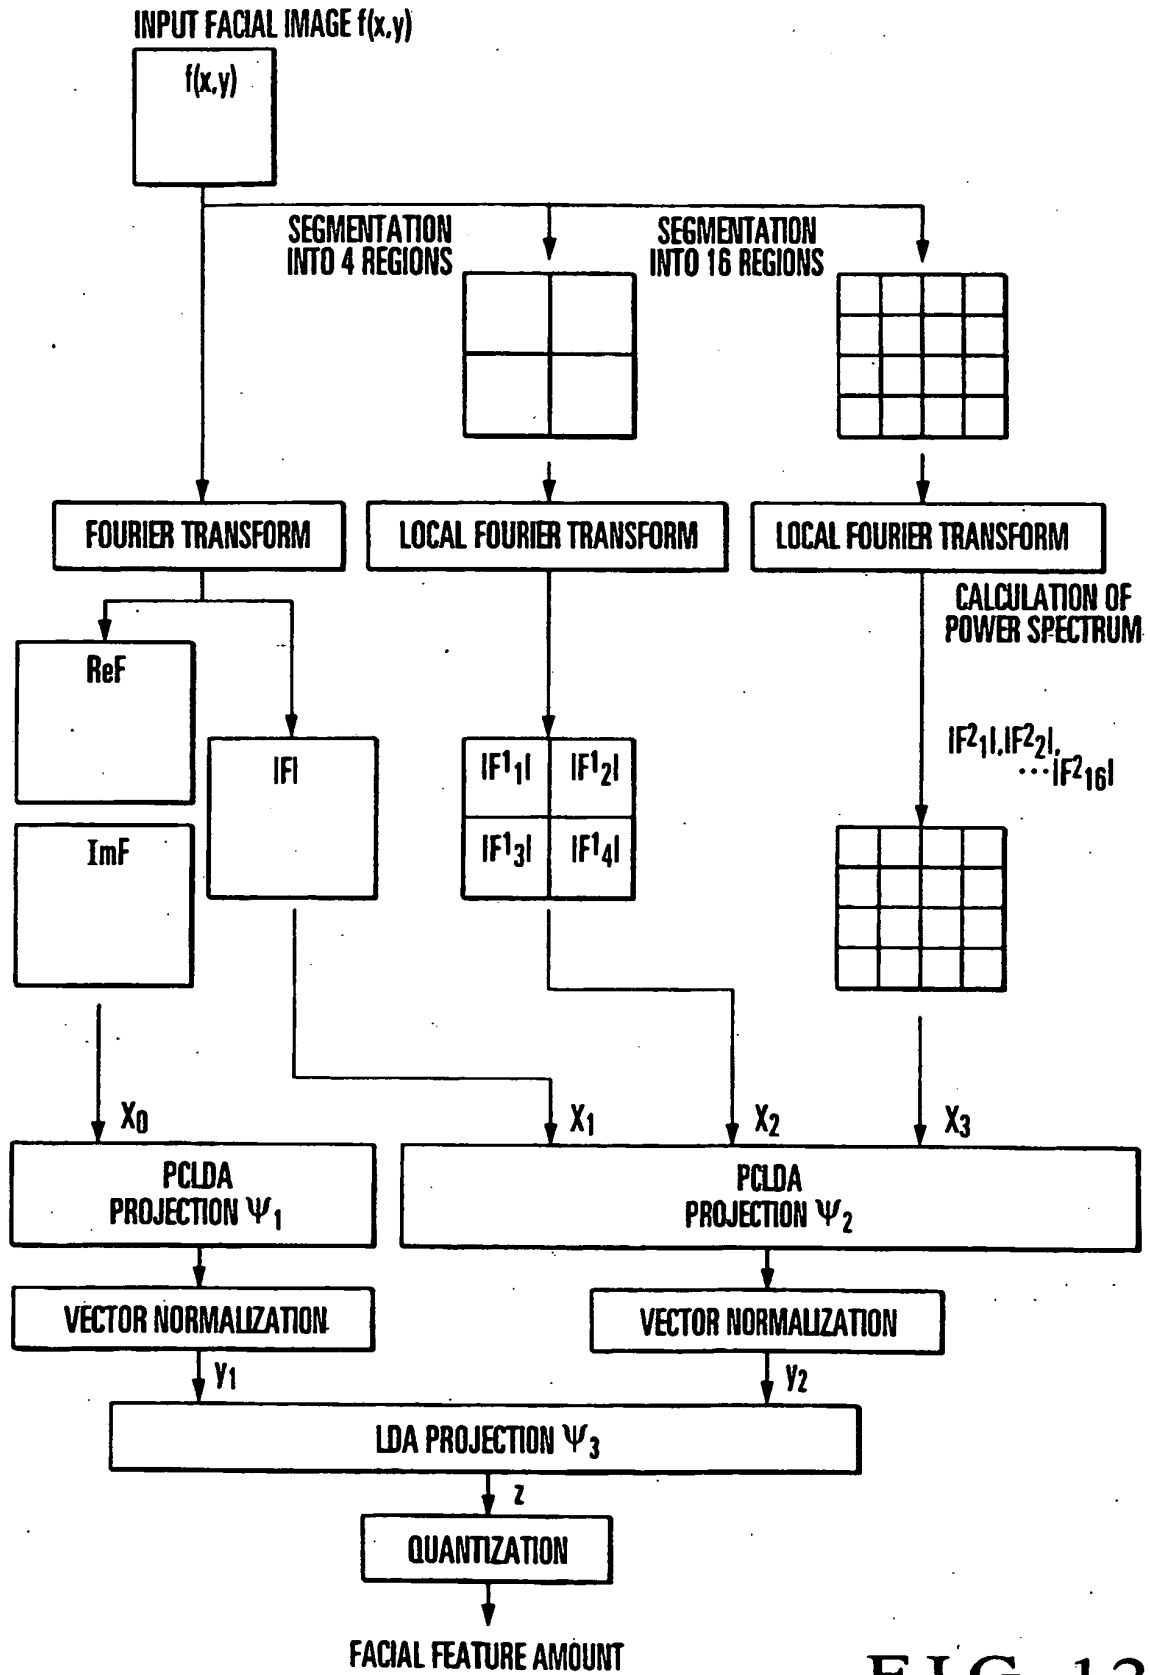 INPUT FACIAL IMAGE f(x,y)
f(x,y)
SEGMENTATION
INTO 4 REGIONS
SEGMENTATION
INTO 16 REGIONS
FOURIER TRANSFORM
LOCAL FOURIER TRANSFORM
LOCAL FOURIER TRANSFORM
CALCULATION OF
POWER SPECTRUM
ReF
|F|
|F¹₁|
|F¹₂|
|F²₁|,|F²₂|,
···|F²₁₆|
ImF
|F¹₃|
|F¹₄|
X₀
X₁
X₂
X₃
PCLDA
PROJECTION Ψ₁
PCLDA
PROJECTION Ψ₂
VECTOR NORMALIZATION
VECTOR NORMALIZATION
y₁
y₂
LDA PROJECTION Ψ₃
z
QUANTIZATION
FACIAL FEATURE AMOUNT